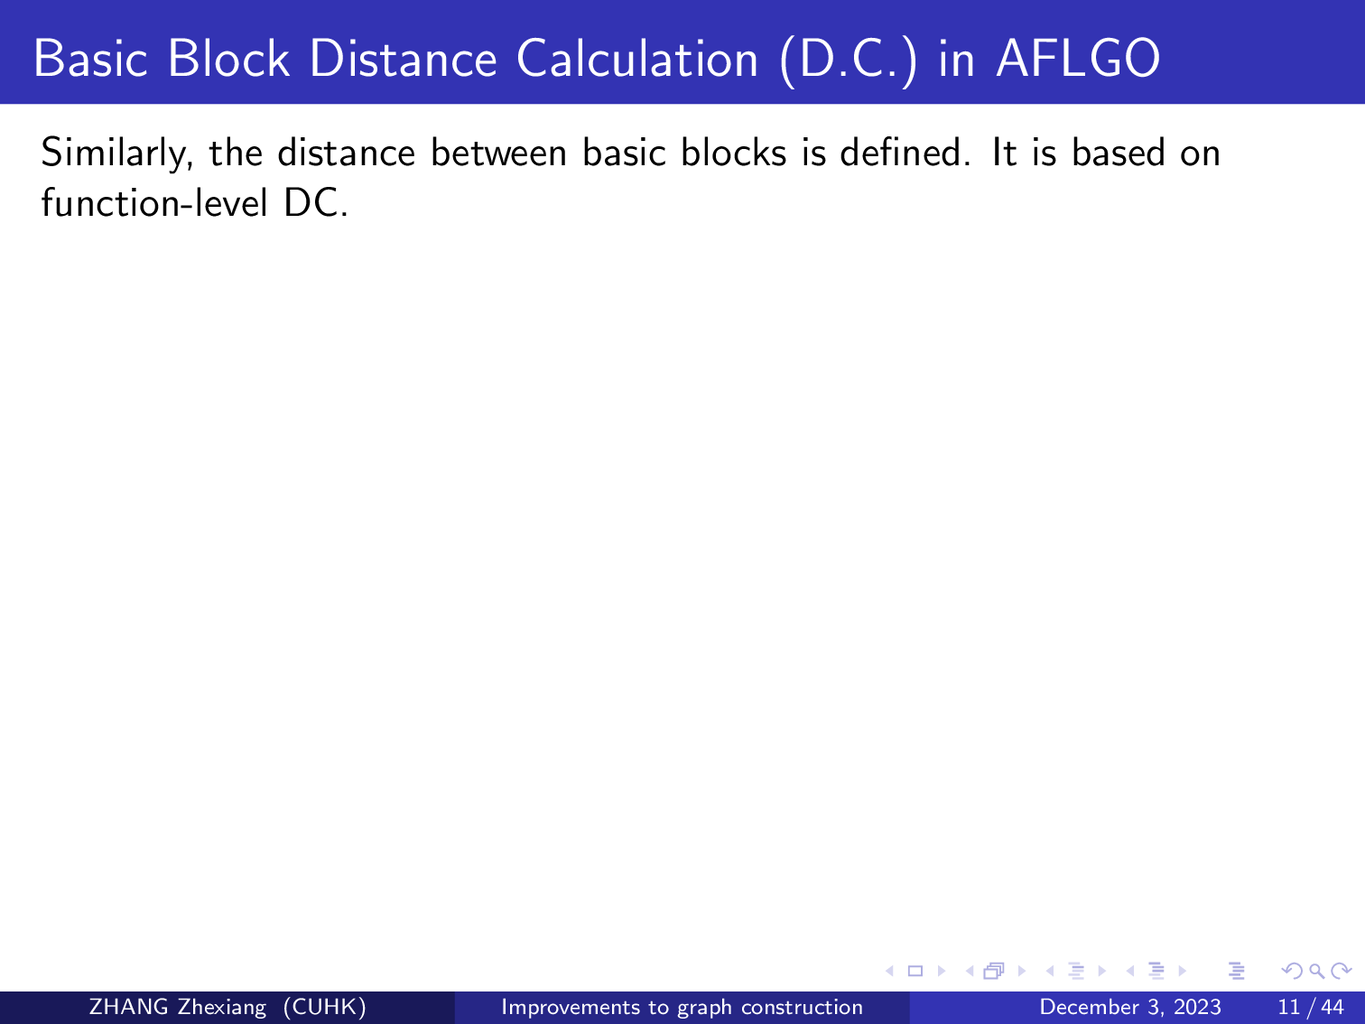 Basic Block Distance Calculation (D.C.) in AFLGO
Similarly, the distance between basic blocks is defined. It is based on
function-level DC.
ZHANG Zhexiang (CUHK)
Improvements to graph construction
December 3, 2023
11 / 44